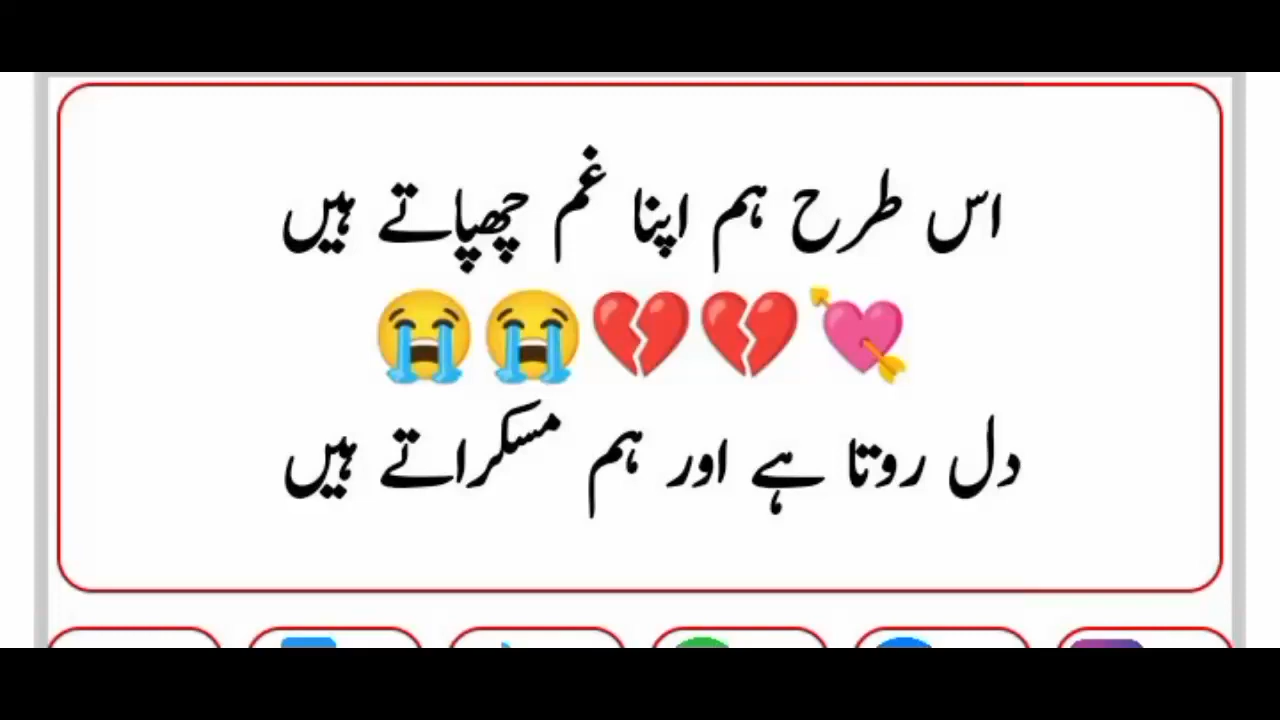 اس طرح ہم اپنا غم چھپاتے ہیں
💘💔💔😭😭
دل روتا ہے اور ہم مسکراتے ہیں